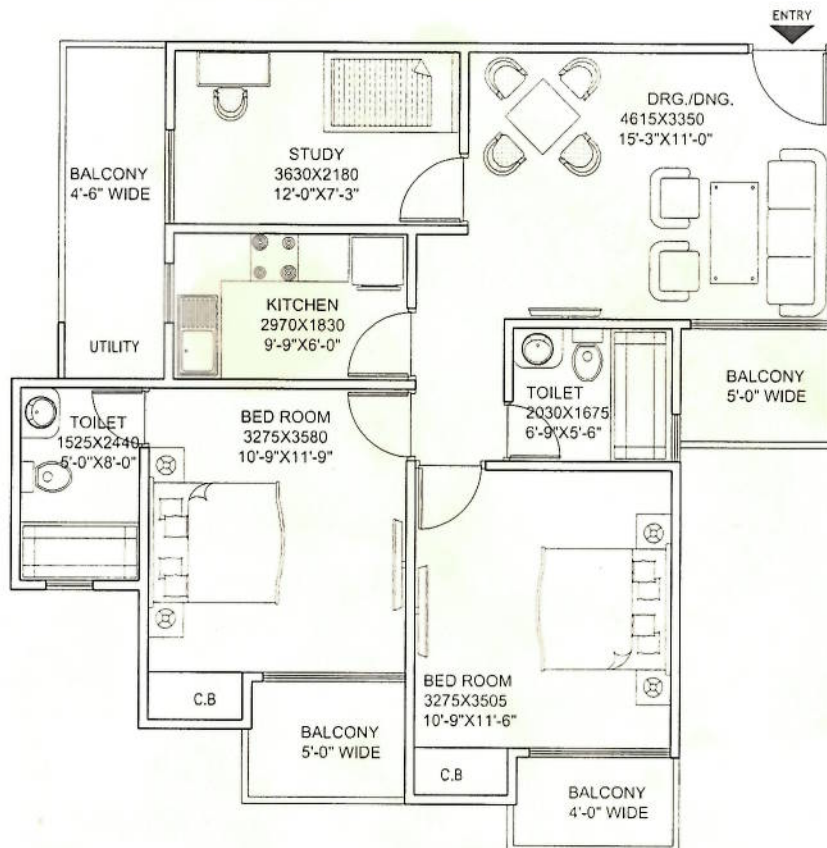 ENTRY
DRG./DNG.
4615X3350
15'-3"X11'-0"
STUDY
3630X2180
12'-0"X7'-3"
BALCONY
4'-6" WIDE
KITCHEN
2970X1830
9'-9"X6'-0"
UTILITY
TOILET
2030X1675
6'-9"X5'-6"
BALCONY
5'-0" WIDE
TOILET
1525X2440
5'-0"X8'-0"
BED ROOM
3275X3580
10'-9"X11'-9"
BED ROOM
3275X3505
10'-9"X11'-6"
C.B
BALCONY
5'-0" WIDE
C.B
BALCONY
4'-0" WIDE